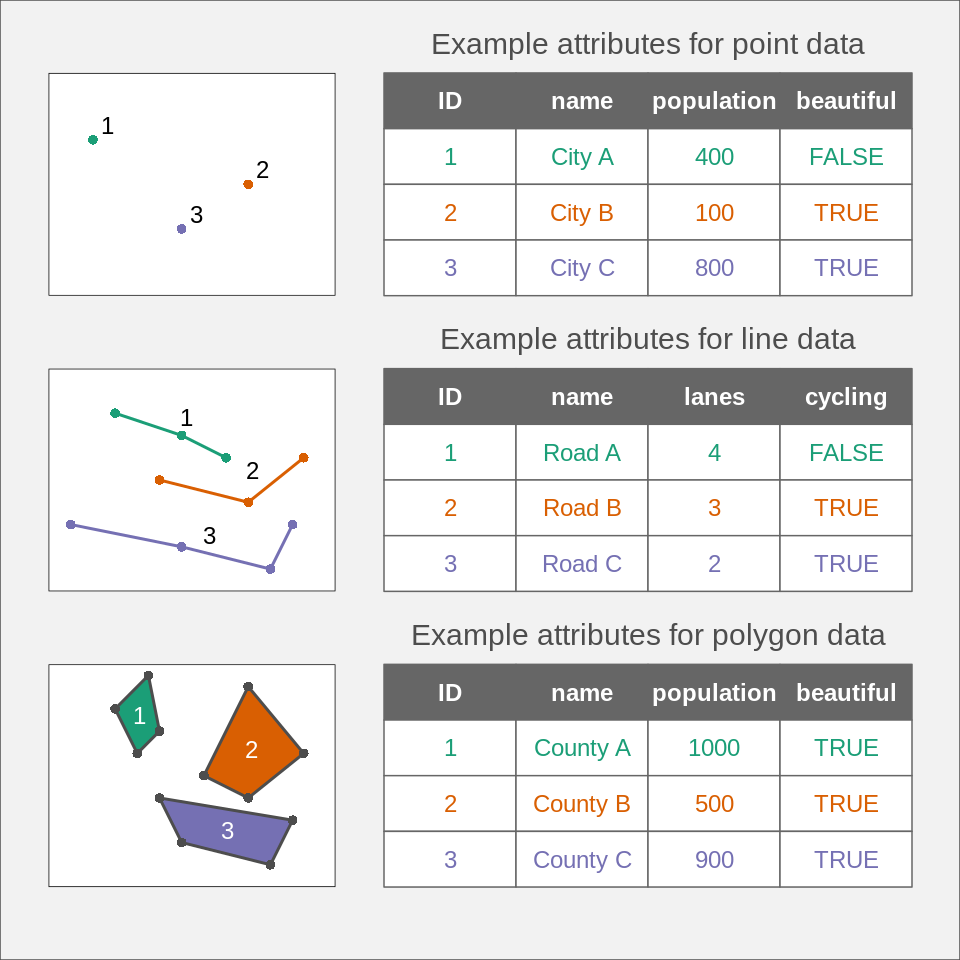 Example attributes for point data
1
2
3
ID name population beautiful
1 City A 400 FALSE
2 City B 100 TRUE
3 City C 800 TRUE
Example attributes for line data
1
2
3
ID name lanes cycling
1 Road A 4 FALSE
2 Road B 3 TRUE
3 Road C 2 TRUE
Example attributes for polygon data
1
2
3
ID name population beautiful
1 County A 1000 TRUE
2 County B 500 TRUE
3 County C 900 TRUE